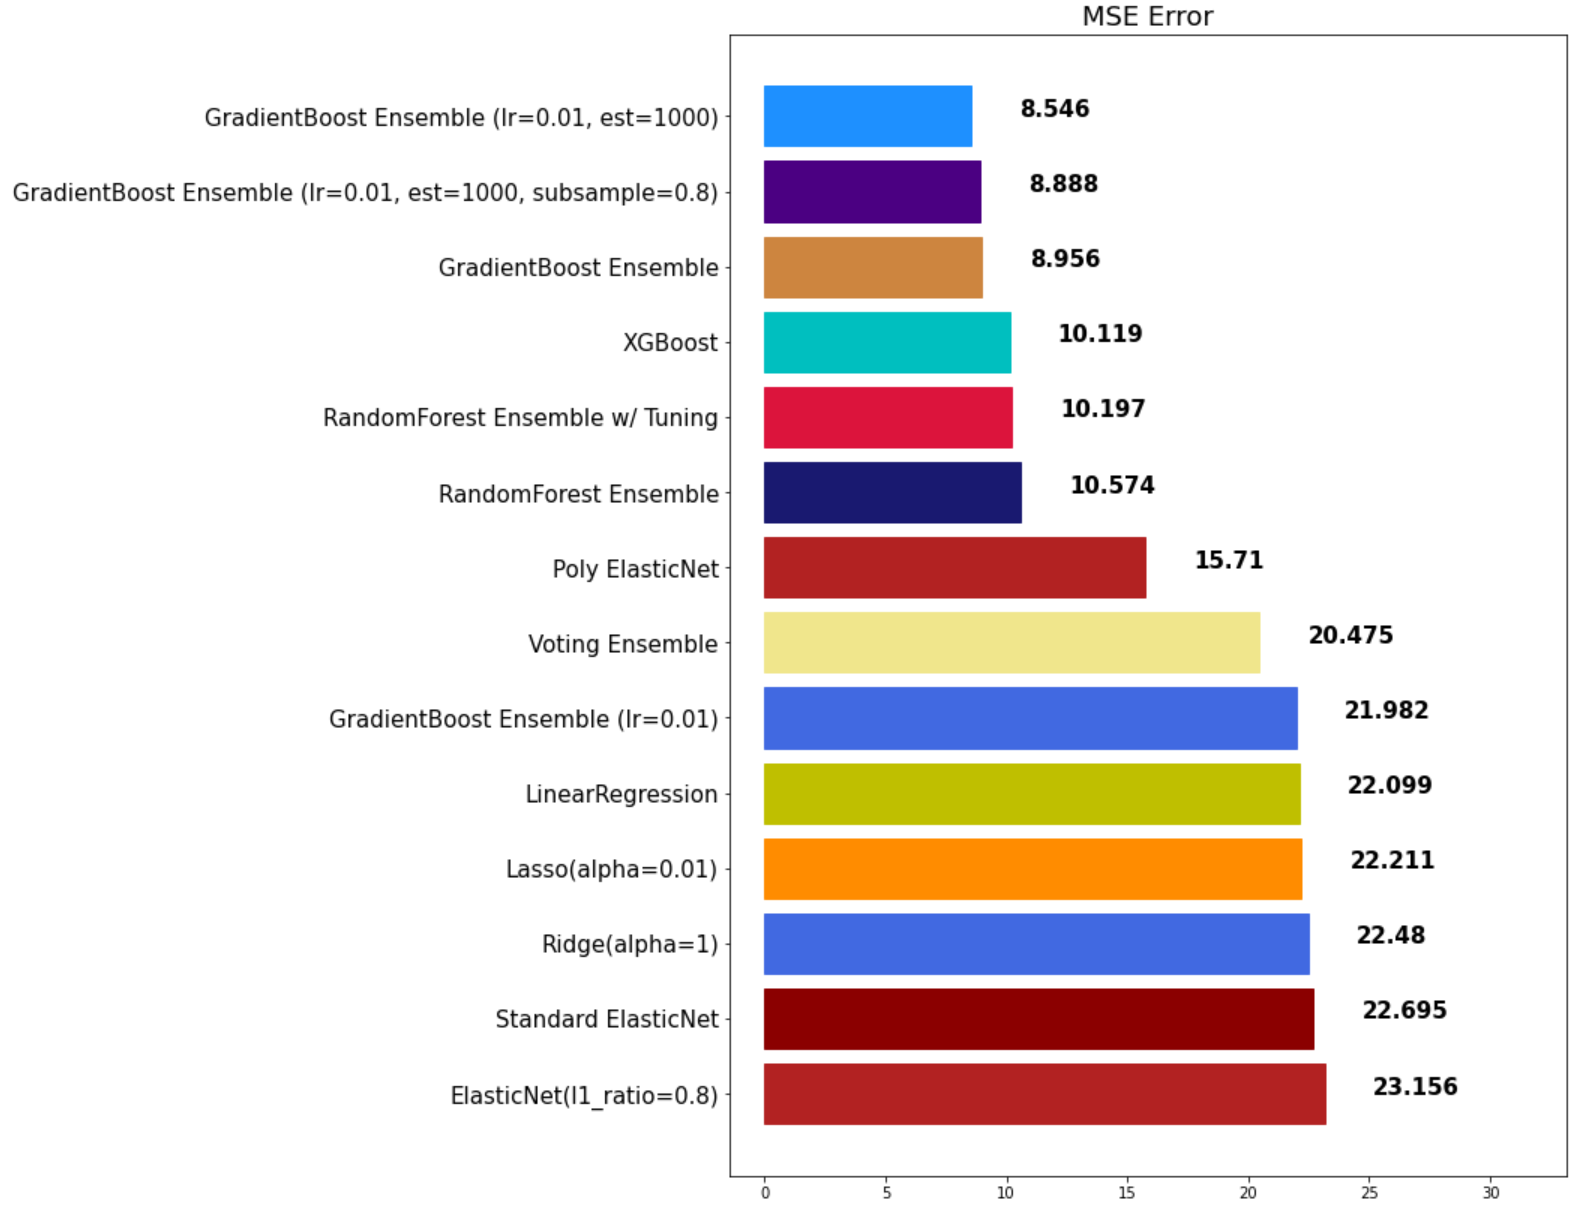 MSE Error
GradientBoost Ensemble (lr=0.01, est=1000)
8.546
GradientBoost Ensemble (lr=0.01, est=1000, subsample=0.8)
8.888
GradientBoost Ensemble
8.956
XGBoost
10.119
RandomForest Ensemble w/ Tuning
10.197
RandomForest Ensemble
10.574
Poly ElasticNet
15.71
Voting Ensemble
20.475
GradientBoost Ensemble (lr=0.01)
21.982
LinearRegression
22.099
Lasso(alpha=0.01)
22.211
Ridge(alpha=1)
22.48
Standard ElasticNet
22.695
ElasticNet(l1_ratio=0.8)
23.156
0 5 10 15 20 25 30